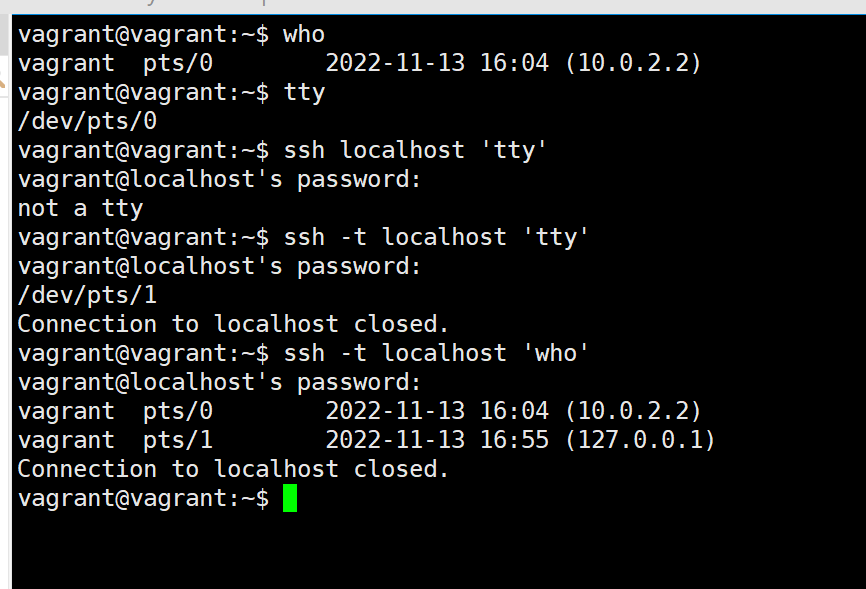 vagrant@vagrant:~$ who
vagrant  pts/0        2022-11-13 16:04 (10.0.2.2)
vagrant@vagrant:~$ tty
/dev/pts/0
vagrant@vagrant:~$ ssh localhost 'tty'
vagrant@localhost's password:
not a tty
vagrant@vagrant:~$ ssh -t localhost 'tty'
vagrant@localhost's password:
/dev/pts/1
Connection to localhost closed.
vagrant@vagrant:~$ ssh -t localhost 'who'
vagrant@localhost's password:
vagrant  pts/0        2022-11-13 16:04 (10.0.2.2)
vagrant  pts/1        2022-11-13 16:55 (127.0.0.1)
Connection to localhost closed.
vagrant@vagrant:~$